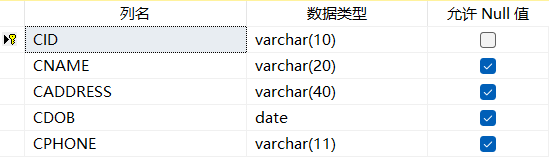 列名 数据类型 允许 Null 值
CID varchar(10)
CNAME varchar(20)
CADDRESS varchar(40)
CDOB date
CPHONE varchar(11)